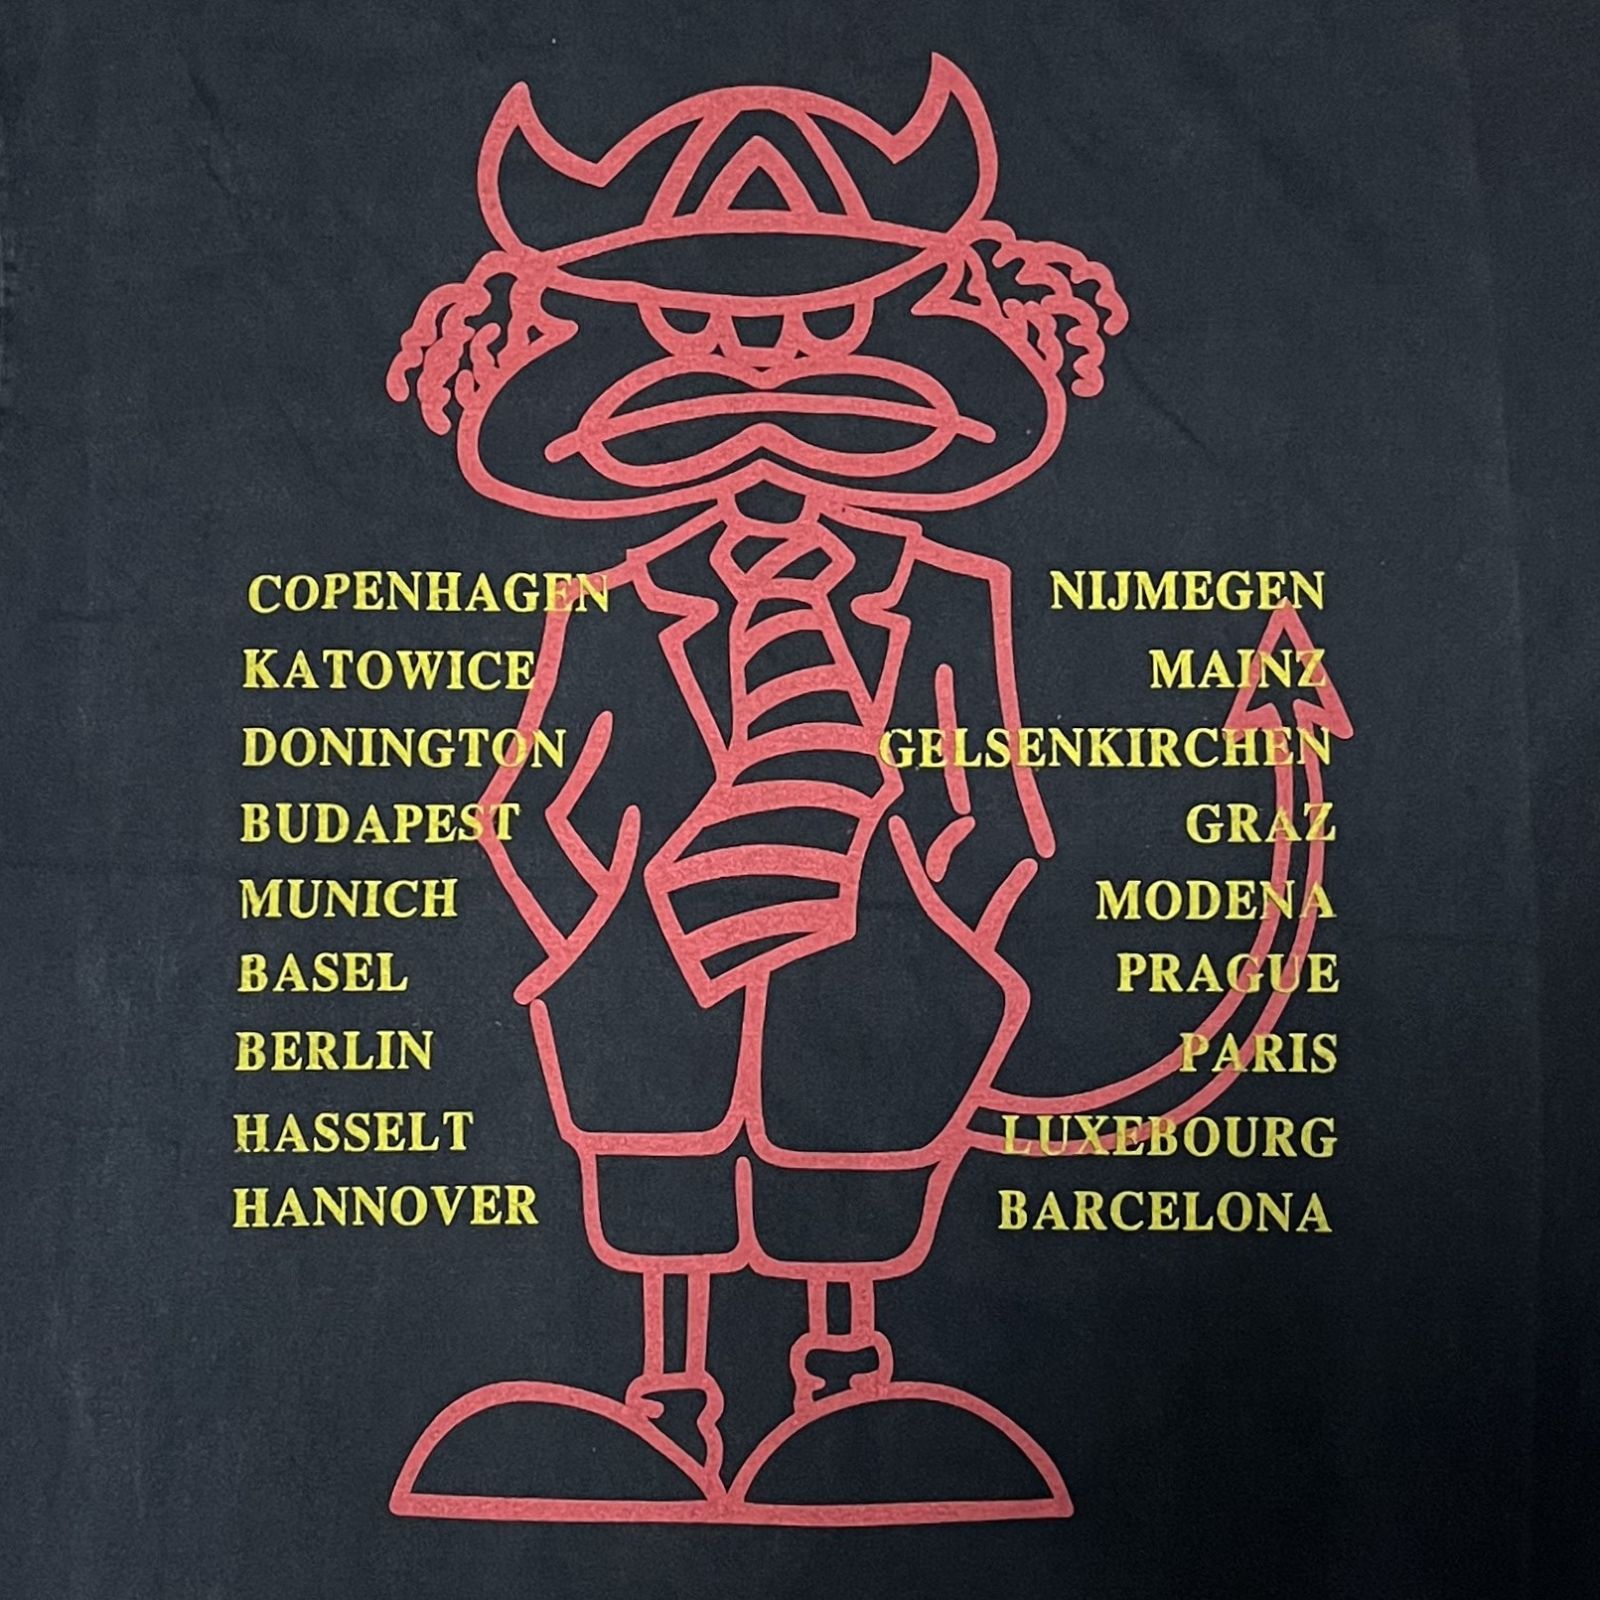 COPENHAGEN
KATOWICE
DONINGTON
BUDAPEST
MUNICH
BASEL
BERLIN
HASSELT
HANNOVER
NIJMEGEN
MAINZ
GELSENKIRCHEN
GRAZ
MODENA
PRAGUE
PARIS
LUXEBOURG
BARCELONA
A